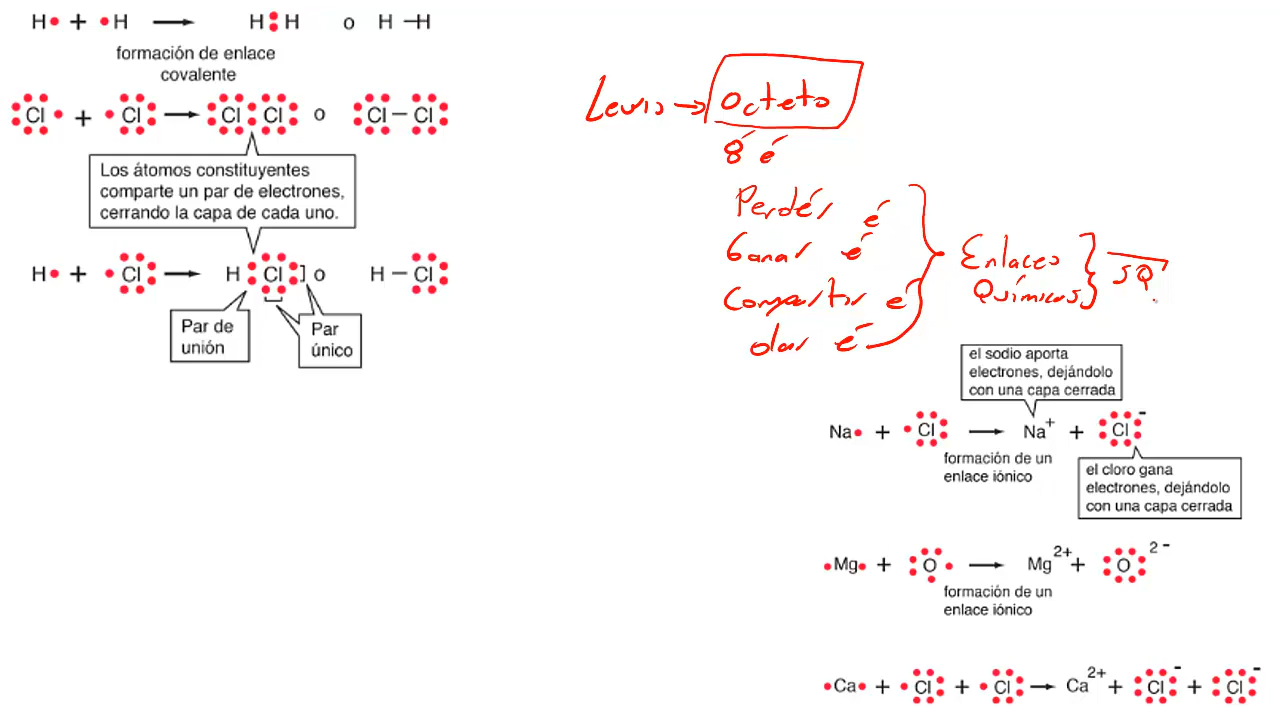 H• + •H → H : H o H – H
formación de enlace
covalente
Cl + Cl → Cl Cl o Cl – Cl
Los átomos constituyentes
comparte un par de electrones,
cerrando la capa de cada uno.
H• + Cl → H Cl ] o H – Cl
Par de
unión
Par
único
Lewis → Octeto
8 é
Perder é
Ganar é
Compartir é
dar é
Enlaces
Químicos
SQ
el sodio aporta
electrones, dejándolo
con una capa cerrada
Na• + •Cl → Na+ + Cl-
formación de un
enlace iónico
el cloro gana
electrones, dejándolo
con una capa cerrada
•Mg• + O → Mg2+ + O2-
formación de un
enlace iónico
•Ca• + •Cl + •Cl → Ca2+ + Cl- + Cl-